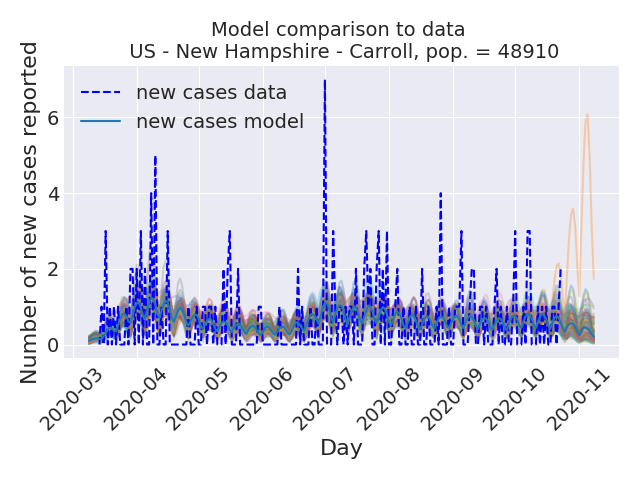 Model comparison to data
US - New Hampshire - Carroll, pop. = 48910
Number of new cases reported
6
4
2
0
new cases data
new cases model
2020-03
2020-04
2020-05
2020-06
2020-07
2020-08
2020-09
2020-10
2020-11
Day